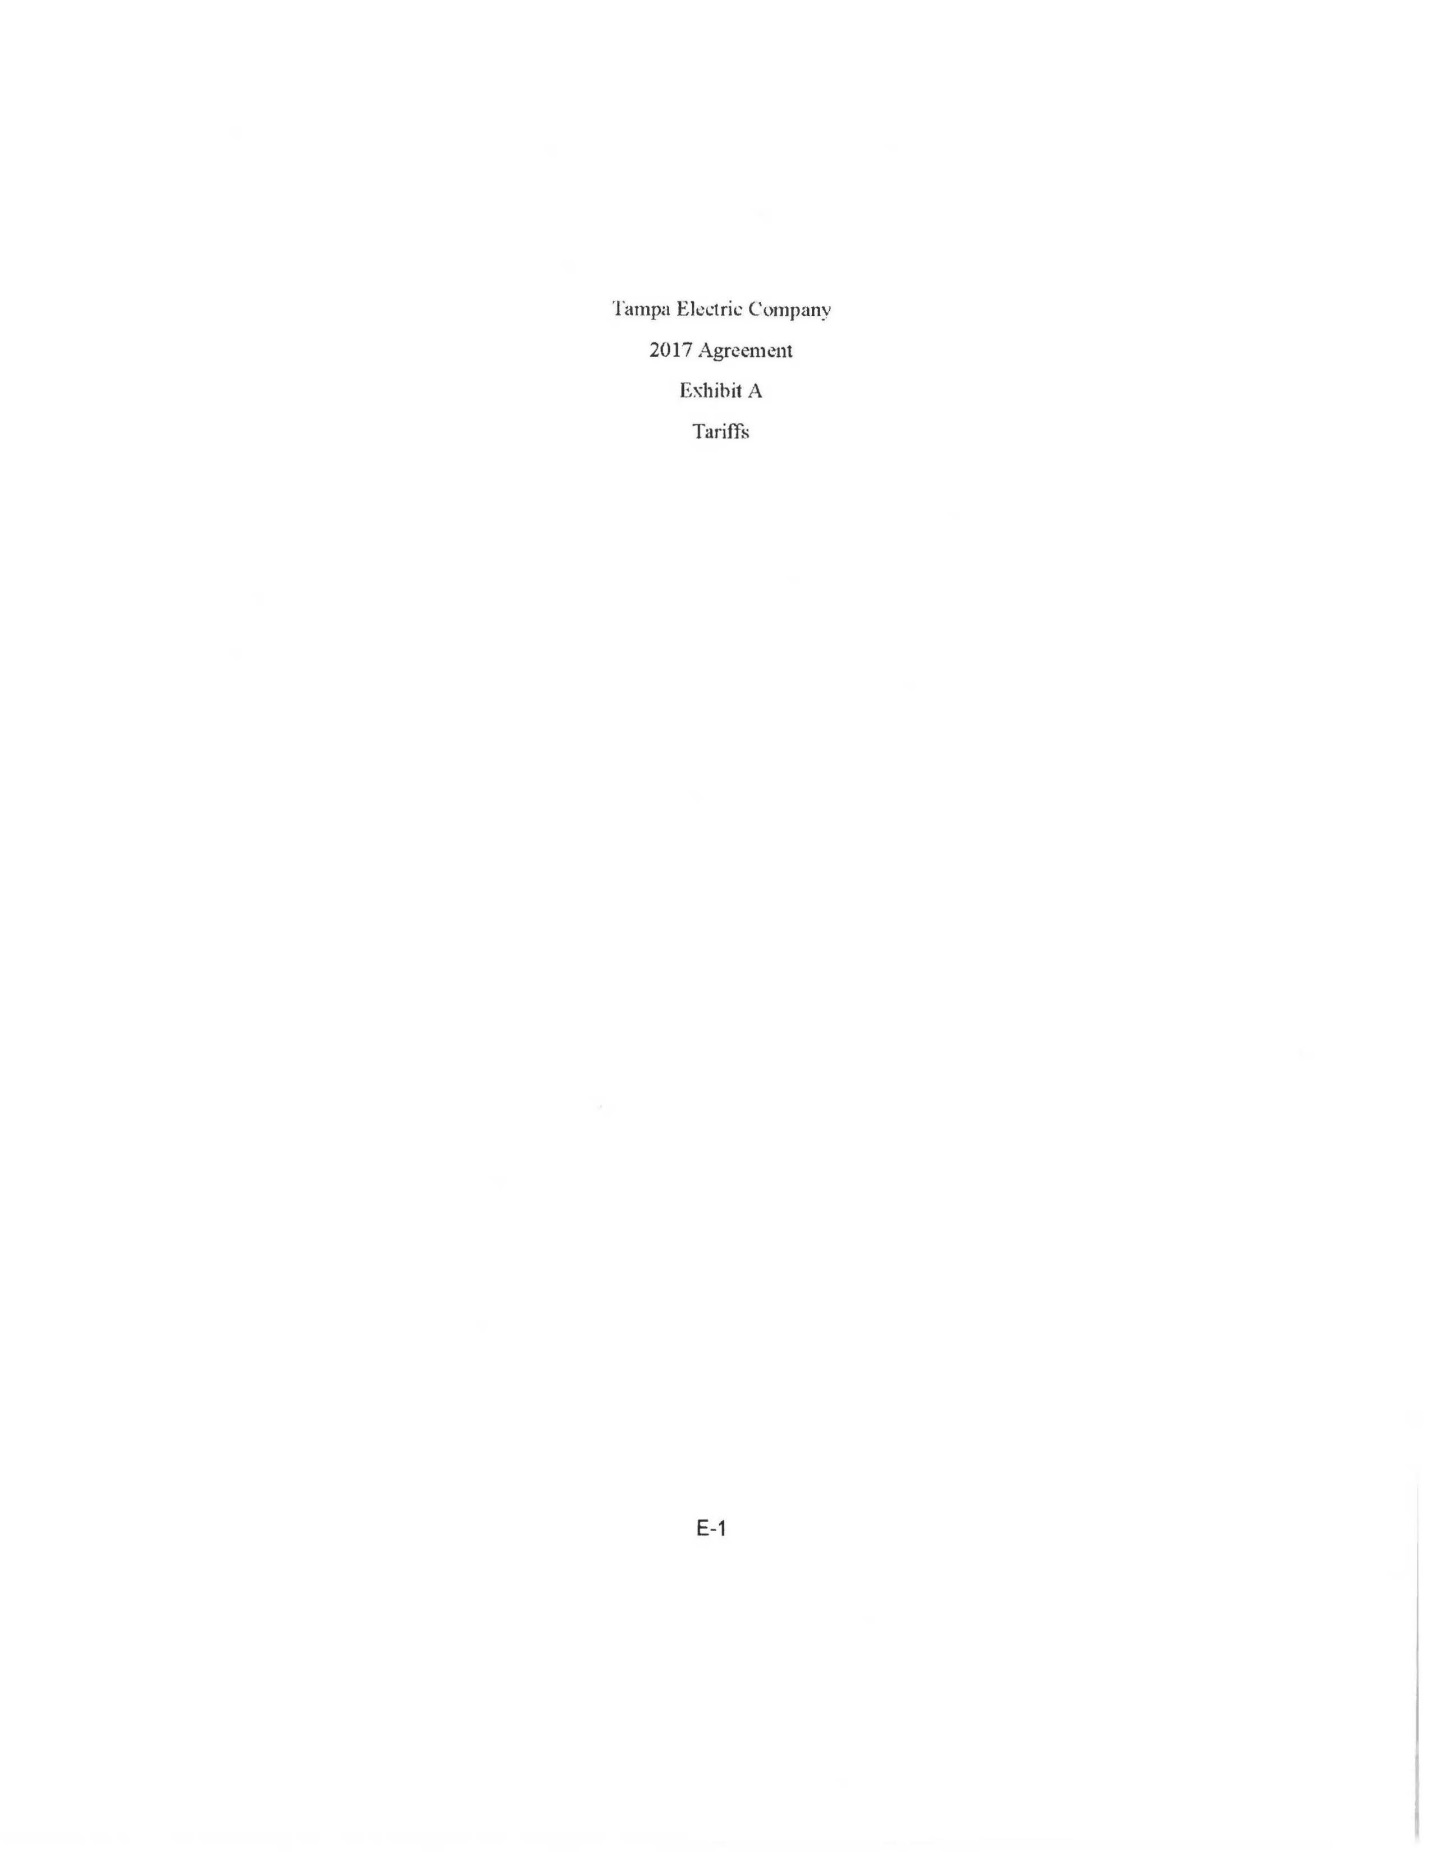 Tampa Electric Company
2017 Agreement
Exhibit A
Tariffs
E-1